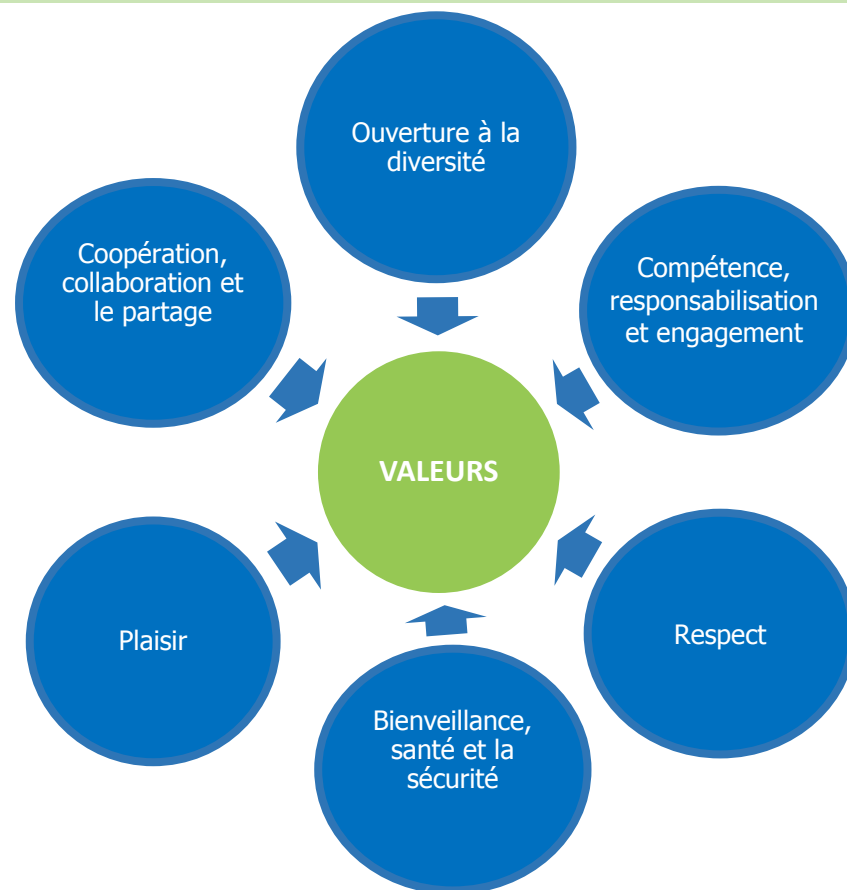 Ouverture à la
diversité
Coopération,
collaboration et
le partage
Compétence,
responsabilisation
et engagement
VALEURS
Plaisir
Respect
Bienveillance,
santé et la
sécurité